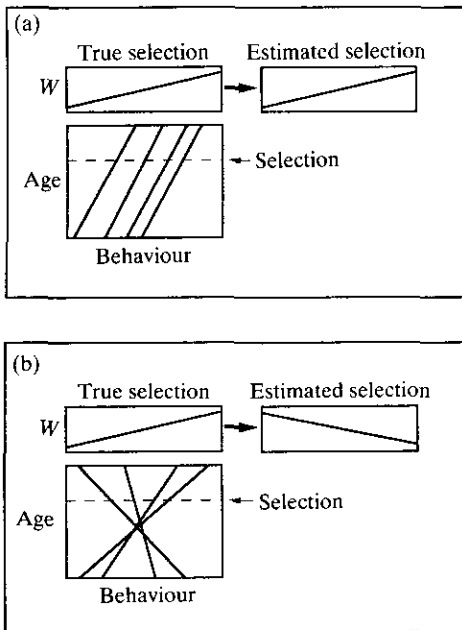 (a)
True selection
Estimated selection
W
Selection
Age
Behaviour
(b)
True selection
Estimated selection
W
Selection
Age
Behaviour